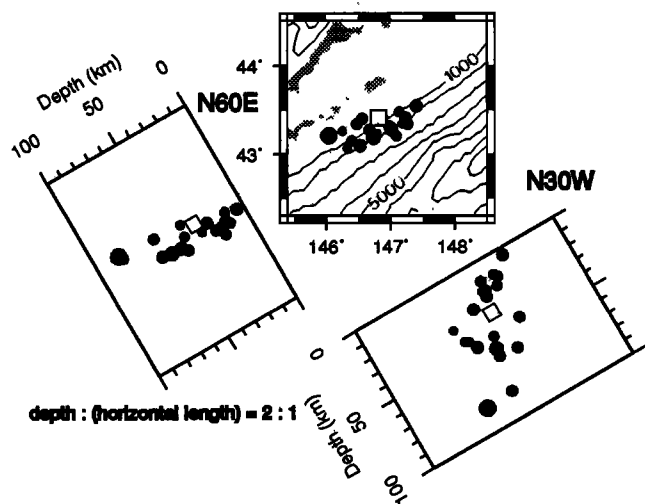 Depth (km)
0
50
100
N60E
44°
43°
1000
5000
146°
147°
148°
N30W
0
50
100
Depth (km)
depth : (horizontal length) = 2 : 1